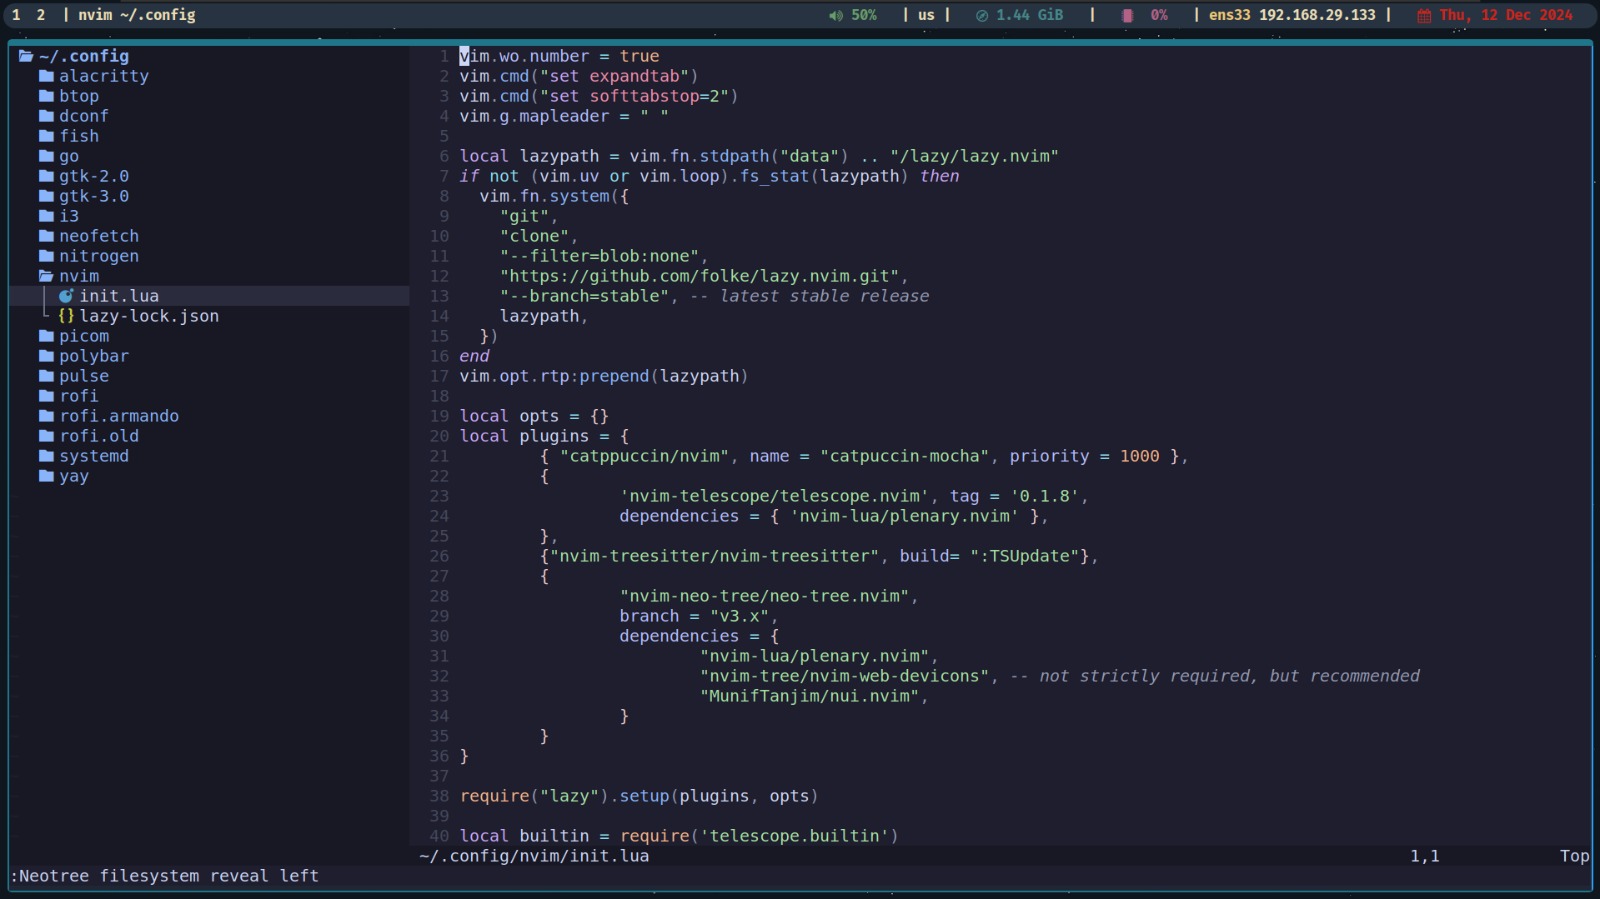 1 2 | nvim ~/.config 50% | us | 1.44 GiB | 0% | ens33 192.168.29.133 | Thu, 12 Dec 2024
~/.config
alacritty
btop
dconf
fish
go
gtk-2.0
gtk-3.0
i3
neofetch
nitrogen
nvim
init.lua
{} lazy-lock.json
picom
polybar
pulse
rofi
rofi.armando
rofi.old
systemd
yay
1 vim.wo.number = true
2 vim.cmd("set expandtab")
3 vim.cmd("set softtabstop=2")
4 vim.g.mapleader = " "
5
6 local lazypath = vim.fn.stdpath("data") .. "/lazy/lazy.nvim"
7 if not (vim.uv or vim.loop).fs_stat(lazypath) then
8   vim.fn.system({
9     "git",
10     "clone",
11     "--filter=blob:none",
12     "https://github.com/folke/lazy.nvim.git",
13     "--branch=stable", -- latest stable release
14     lazypath,
15   })
16 end
17 vim.opt.rtp:prepend(lazypath)
18
19 local opts = {}
20 local plugins = {
21         { "catppuccin/nvim", name = "catpuccin-mocha", priority = 1000 },
22         {
23                 'nvim-telescope/telescope.nvim', tag = '0.1.8',
24                 dependencies = { 'nvim-lua/plenary.nvim' },
25         },
26         {"nvim-treesitter/nvim-treesitter", build= ":TSUpdate"},
27         {
28                 "nvim-neo-tree/neo-tree.nvim",
29                 branch = "v3.x",
30                 dependencies = {
31                         "nvim-lua/plenary.nvim",
32                         "nvim-tree/nvim-web-devicons", -- not strictly required, but recommended
33                         "MunifTanjim/nui.nvim",
34                 }
35         }
36 }
37
38 require("lazy").setup(plugins, opts)
39
40 local builtin = require('telescope.builtin')
~/.config/nvim/init.lua 1,1 Top
:Neotree filesystem reveal left